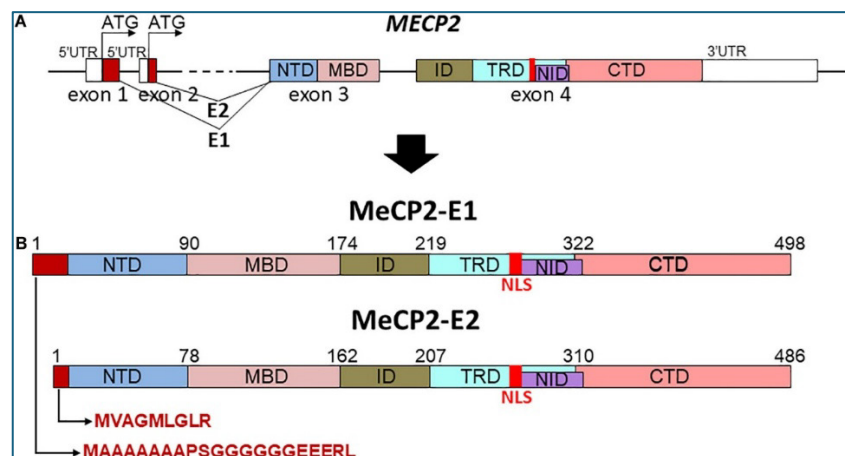 A
MECP2
ATG ATG
5'UTR 5'UTR 3'UTR
NTD MBD ID TRD NID CTD
exon 1 exon 2 exon 3 exon 4
E2
E1
MeCP2-E1
B
1 90 174 219 322 498
NTD MBD ID TRD NID CTD
NLS
MeCP2-E2
1 78 162 207 310 486
NTD MBD ID TRD NID CTD
NLS
MVAGMLGLR
MAAAAAAAPSGGGGGGEEERL